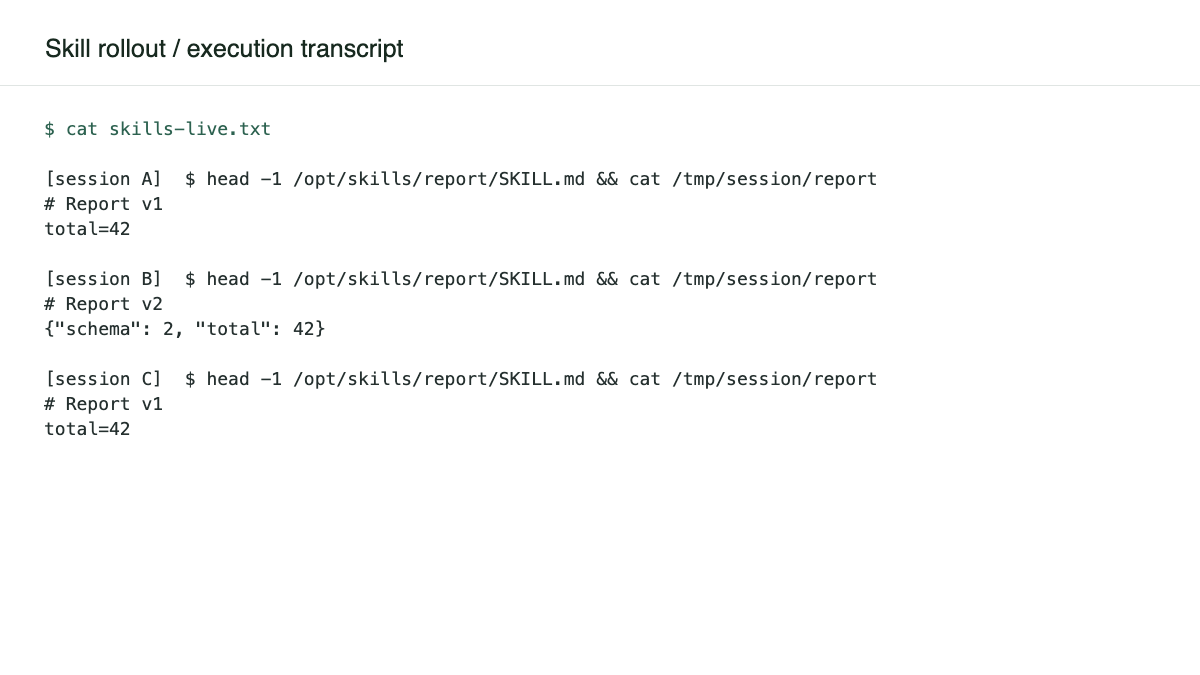 Skill rollout / execution transcript
$ cat skills-live.txt
[session A]  $ head -1 /opt/skills/report/SKILL.md && cat /tmp/session/report
# Report v1
total=42
[session B]  $ head -1 /opt/skills/report/SKILL.md && cat /tmp/session/report
# Report v2
{"schema": 2, "total": 42}
[session C]  $ head -1 /opt/skills/report/SKILL.md && cat /tmp/session/report
# Report v1
total=42